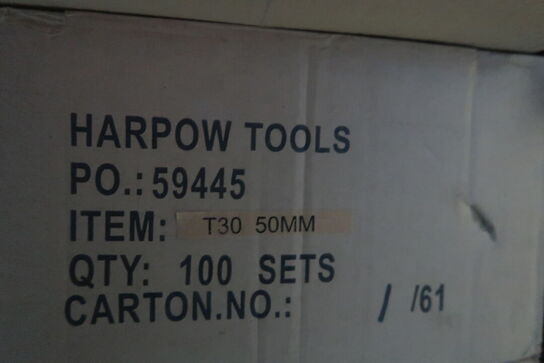 HARPOW TOOLS
PO.:59445
ITEM: T30 50MM
QTY: 100 SETS
CARTON.NO.: / /61